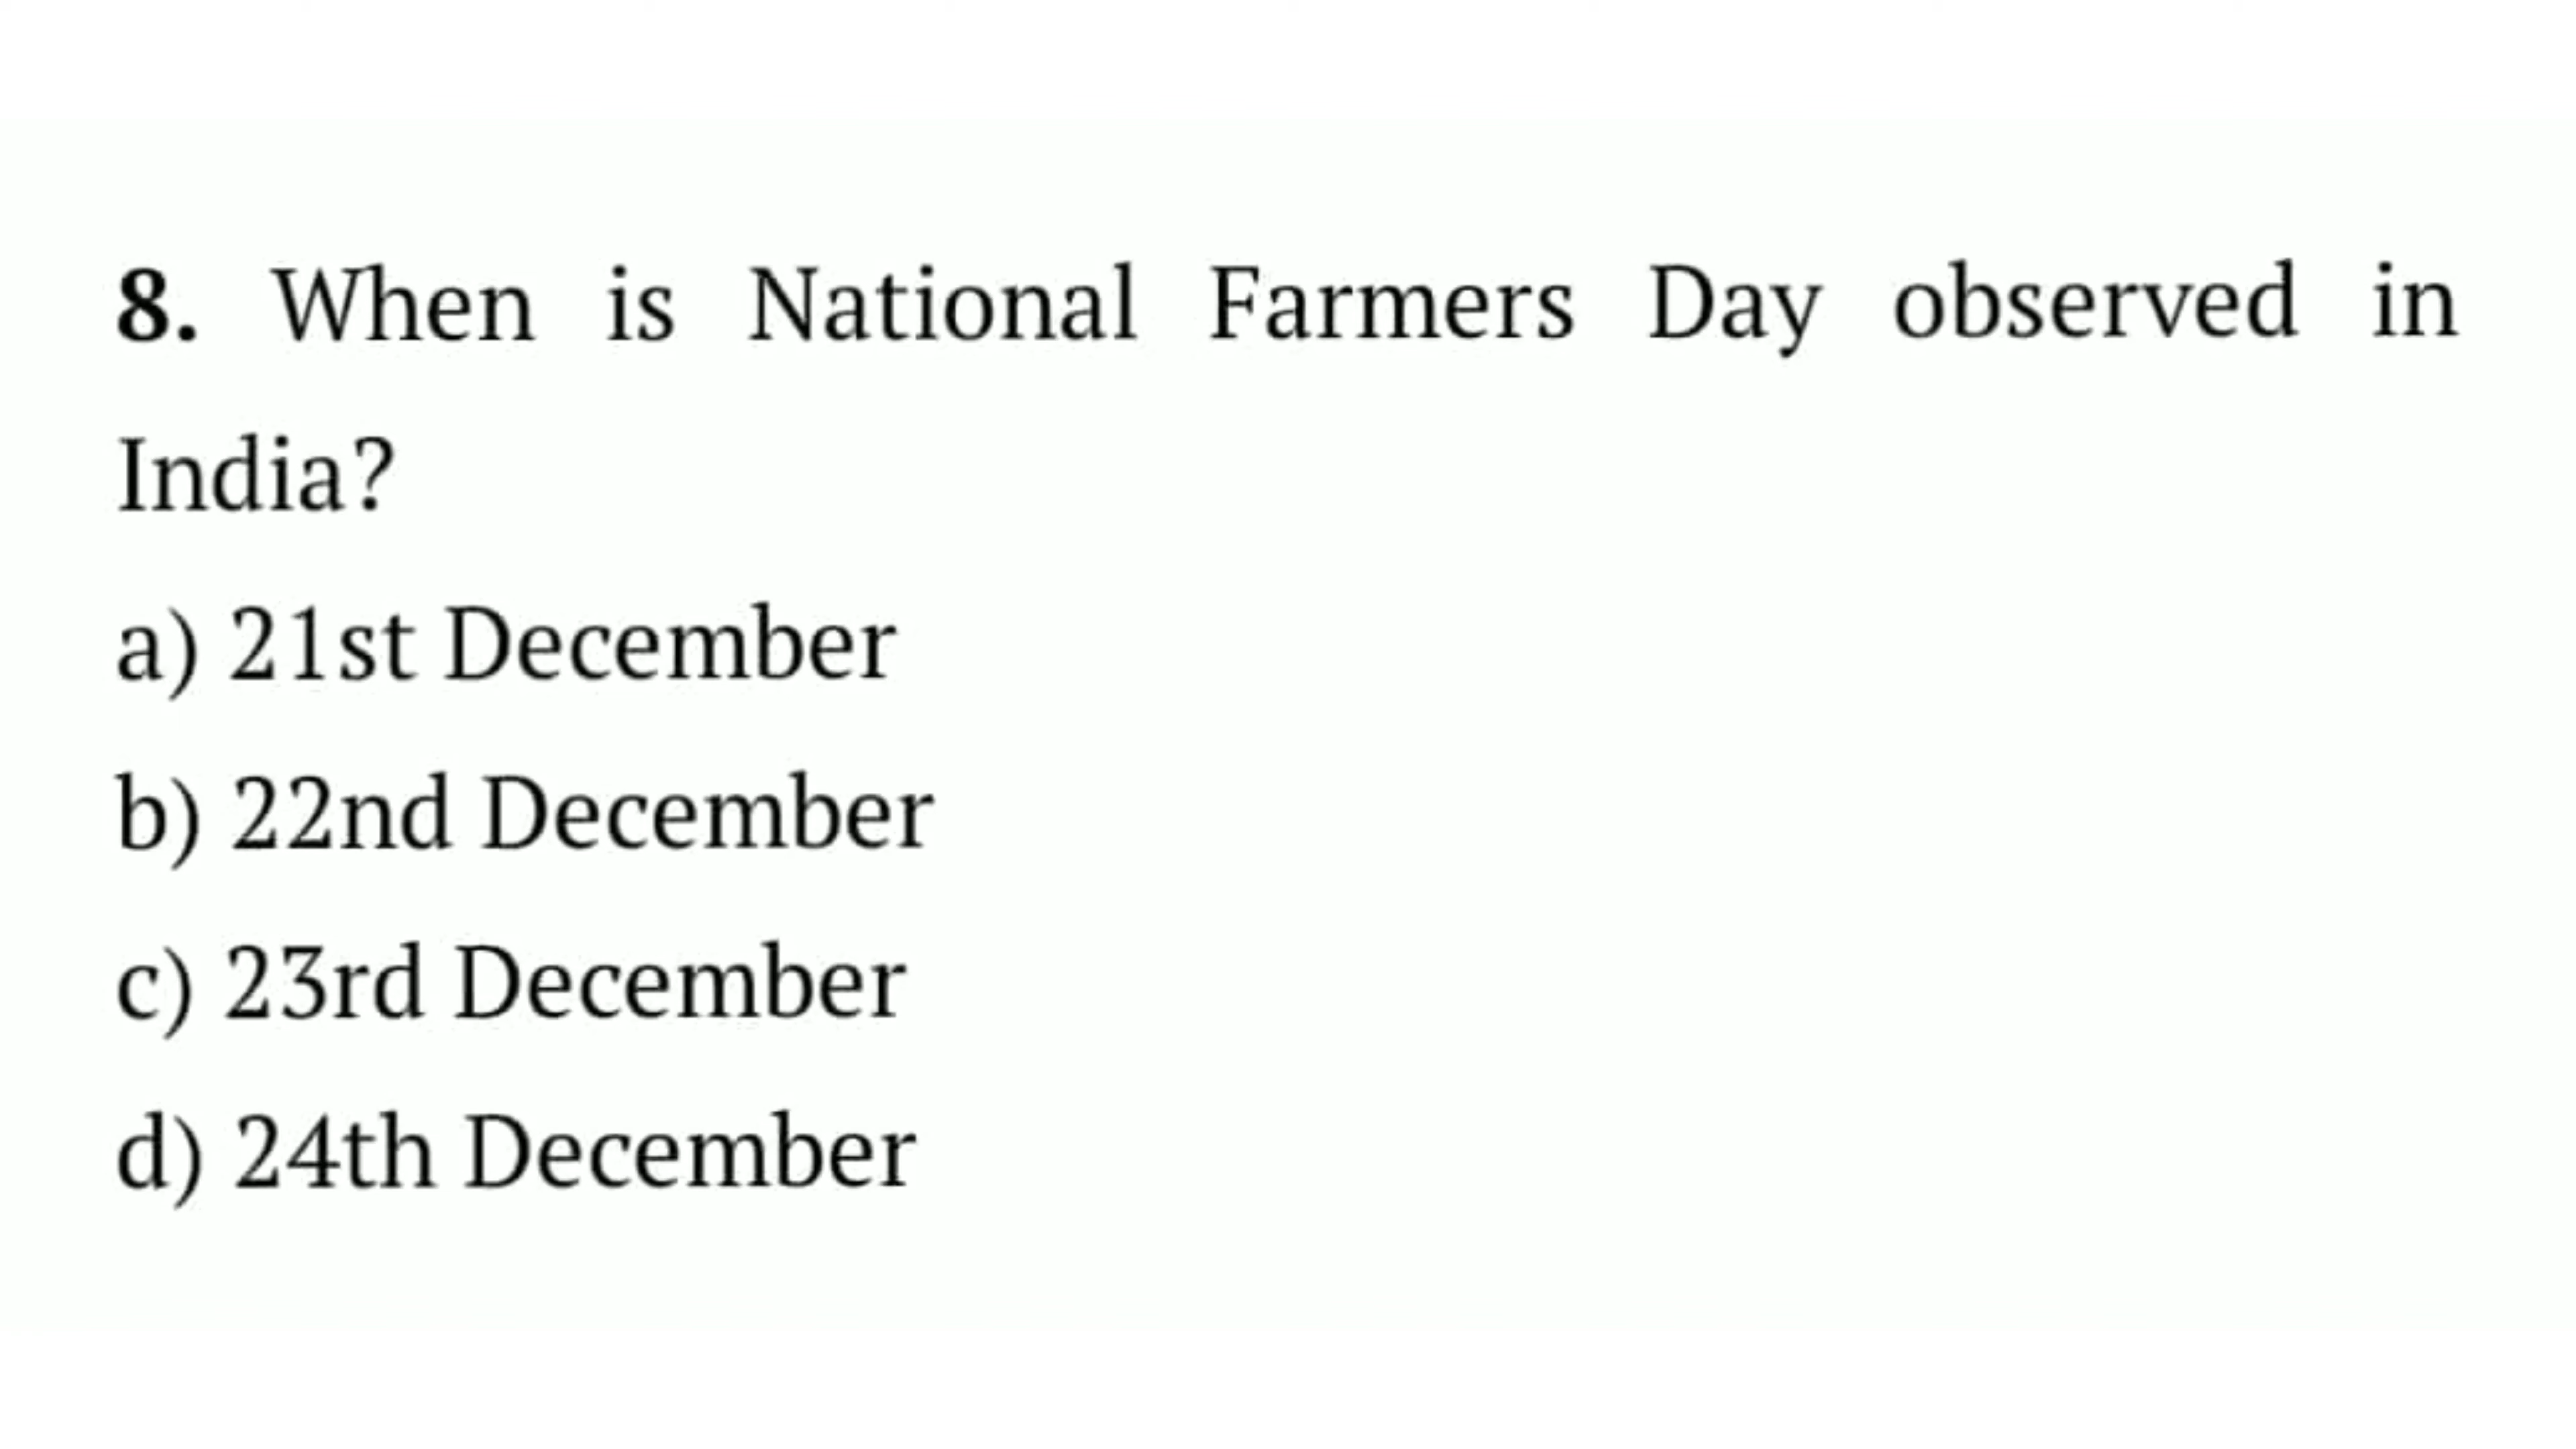 8. When is National Farmers Day observed in
India?
a) 21st December
b) 22nd December
c) 23rd December
d) 24th December